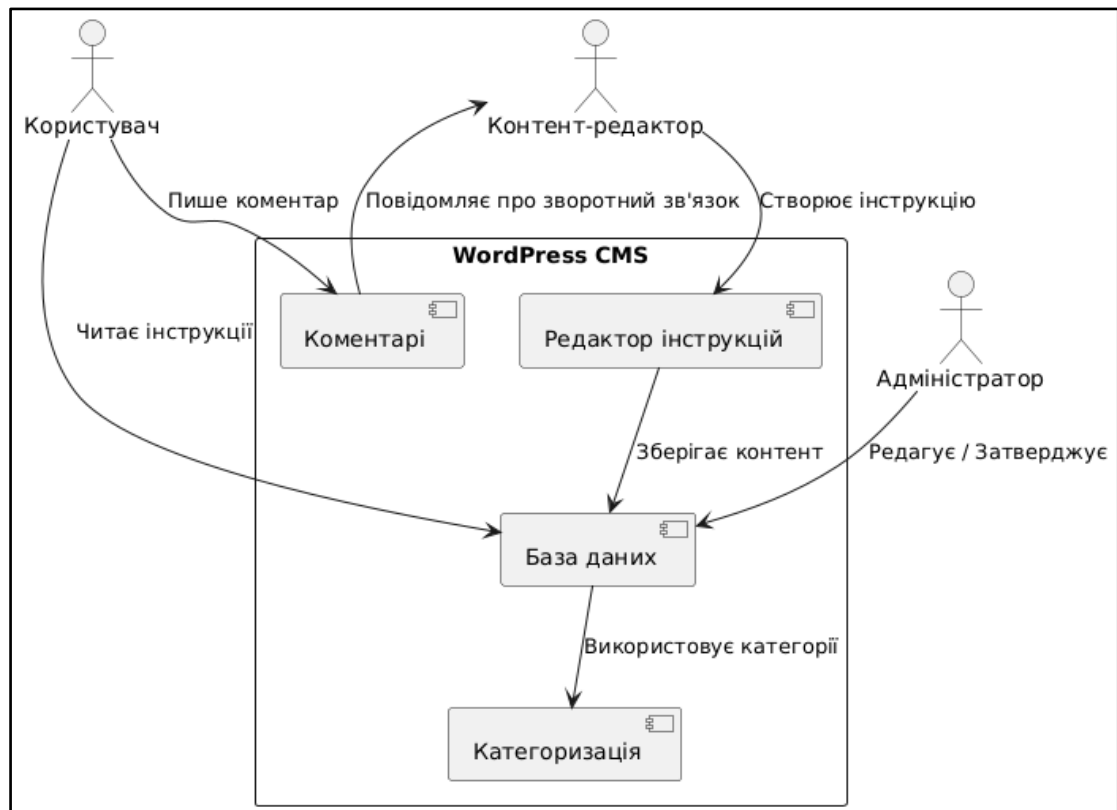 Користувач
Контент-редактор
Пише коментар
Повідомляє про зворотний зв'язок
Створює інструкцію
WordPress CMS
Коментарі
Редактор інструкцій
Читає інструкції
Адміністратор
Зберігає контент
Редагує / Затверджує
База даних
Використовує категорії
Категоризація